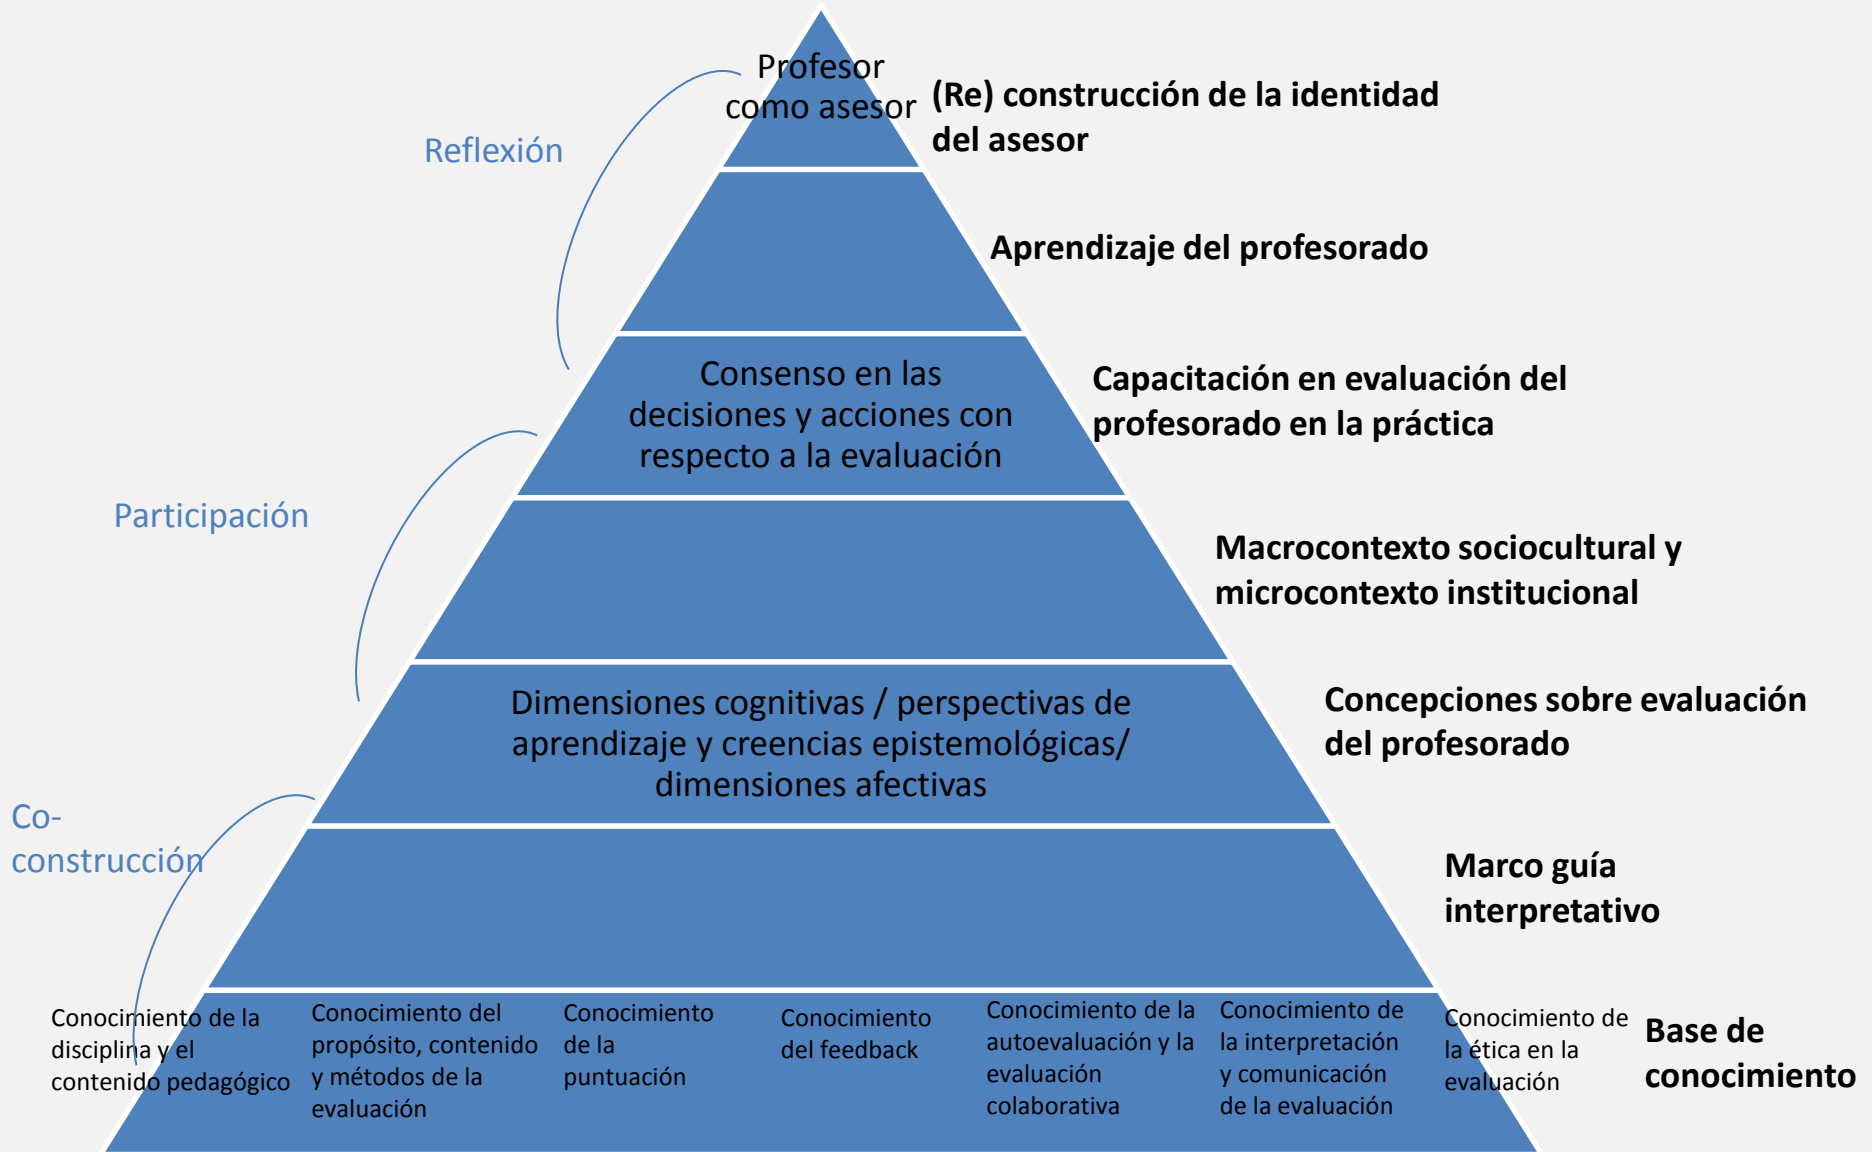 Profesor
como asesor
(Re) construcción de la identidad
del asesor
Reflexión
Aprendizaje del profesorado
Consenso en las
decisiones y acciones con
respecto a la evaluación
Capacitación en evaluación del
profesorado en la práctica
Participación
Macrocontexto sociocultural y
microcontexto institucional
Dimensiones cognitivas / perspectivas de
aprendizaje y creencias epistemológicas/
dimensiones afectivas
Concepciones sobre evaluación
del profesorado
Co-
construcción
Marco guía
interpretativo
Conocimiento de la
disciplina y el
contenido pedagógico
Conocimiento del
propósito, contenido
y métodos de la
evaluación
Conocimiento
de la
puntuación
Conocimiento
del feedback
Conocimiento de la
autoevaluación y la
evaluación
colaborativa
Conocimiento de
la interpretación
y comunicación
de la evaluación
Conocimiento de
la ética en la
evaluación
Base de
conocimiento